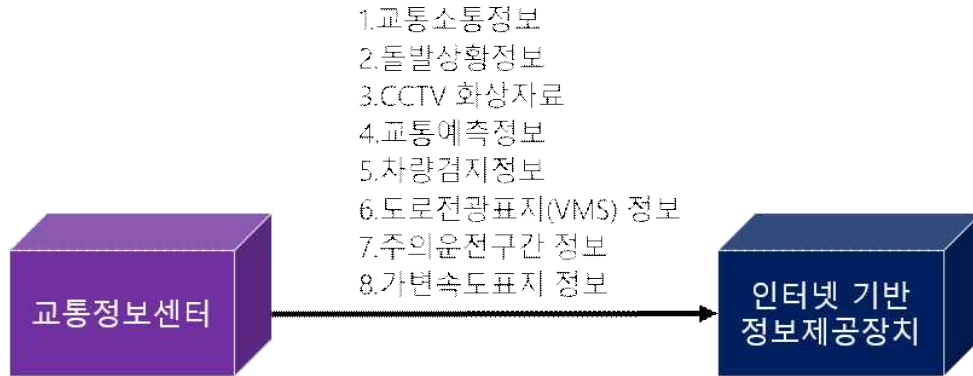 1.교통소통정보
2.돌발상황정보
3.CCTV 화상자료
4.교통예측정보
5.차량검지정보
6.도로전광표지(VMS) 정보
7.주의운전구간 정보
8.가변속도표지 정보
교통정보센터
인터넷 기반
정보제공장치